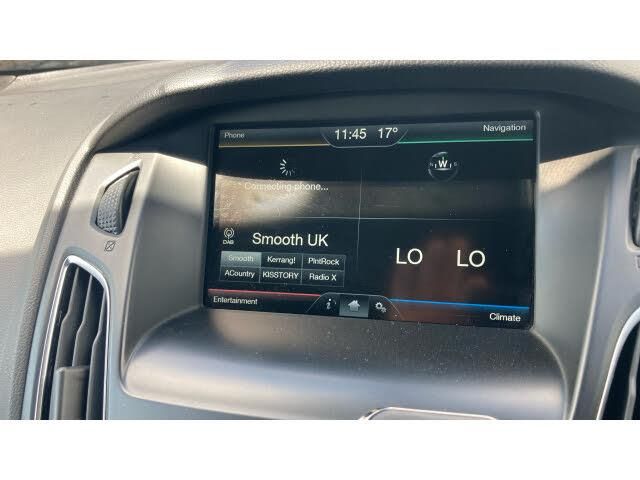 Phone
11:45 17°
Navigation
N W S
Connecting phone...
DAB
Smooth UK
Smooth Kerrang! PlntRock
ACountry KISSTORY Radio X
LO LO
Entertainment
i
Climate